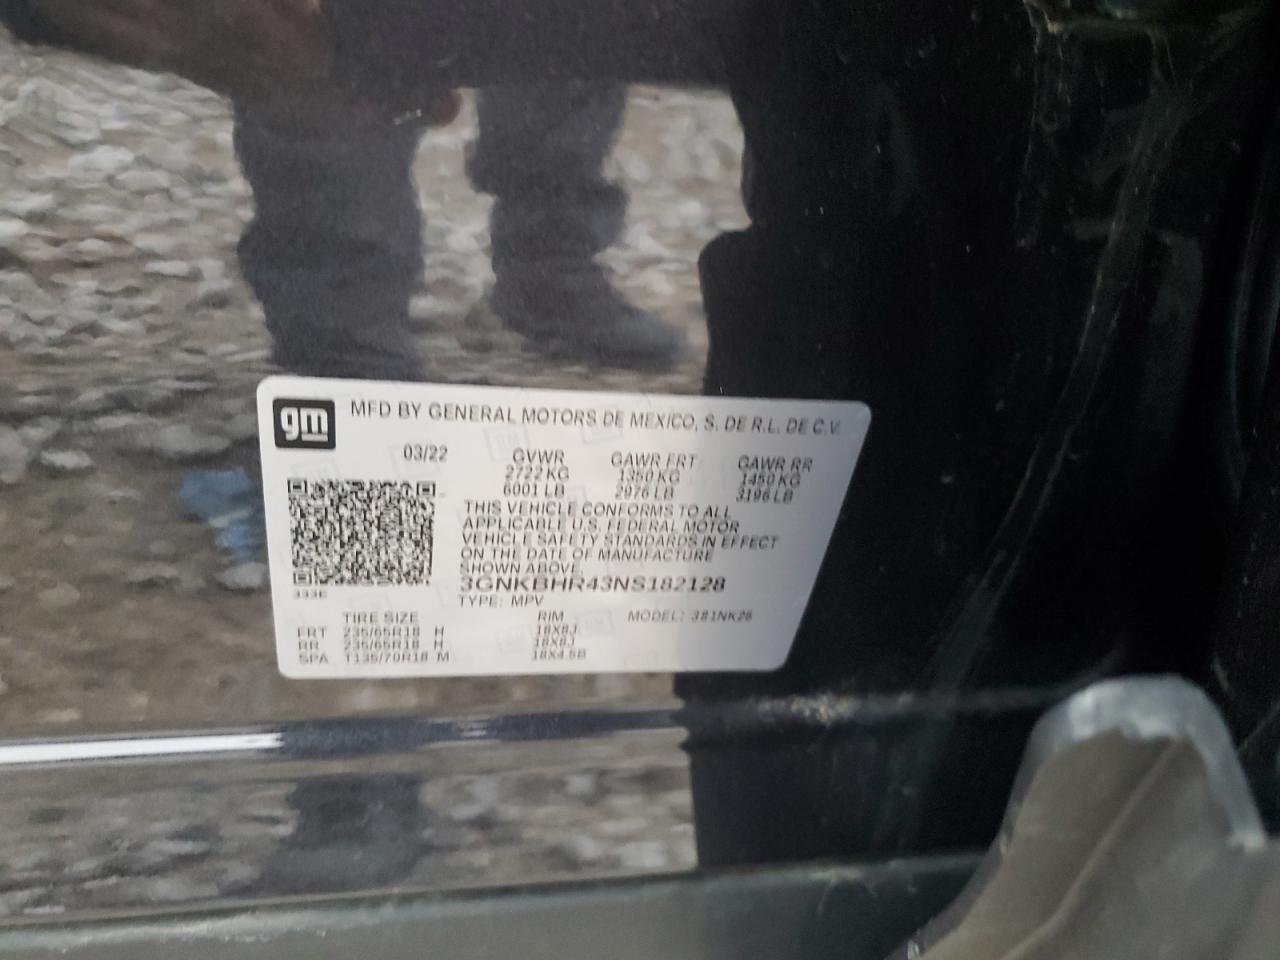 gm MFD BY GENERAL MOTORS DE MEXICO, S. DE R.L. DE C.V.
03/22 GVWR GAWR FRT GAWR RR
2722 KG 1350 KG 1450 KG
6001 LB 2976 LB 3196 LB
THIS VEHICLE CONFORMS TO ALL
APPLICABLE U.S. FEDERAL MOTOR
VEHICLE SAFETY STANDARDS IN EFFECT
ON THE DATE OF MANUFACTURE
SHOWN ABOVE.
3GNKBHR43NS182128
333E
TYPE: MPV
TIRE SIZE RIM MODEL: 381NK26
FRT 235/65R18 H 18X8J
RR 235/65R18 H 18X8J
SPA T135/70R18 M 18X4.5B